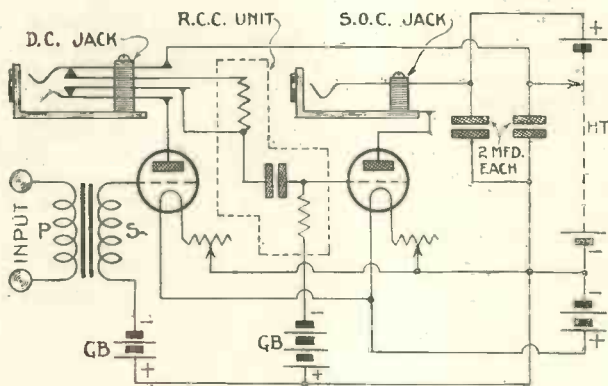 R.C.C. UNIT
S.O.C. JACK
D.C. JACK
+
HT
2 MFD.
EACH
INPUT
P
S
-
-
-
-
GB
GB
+
+
+